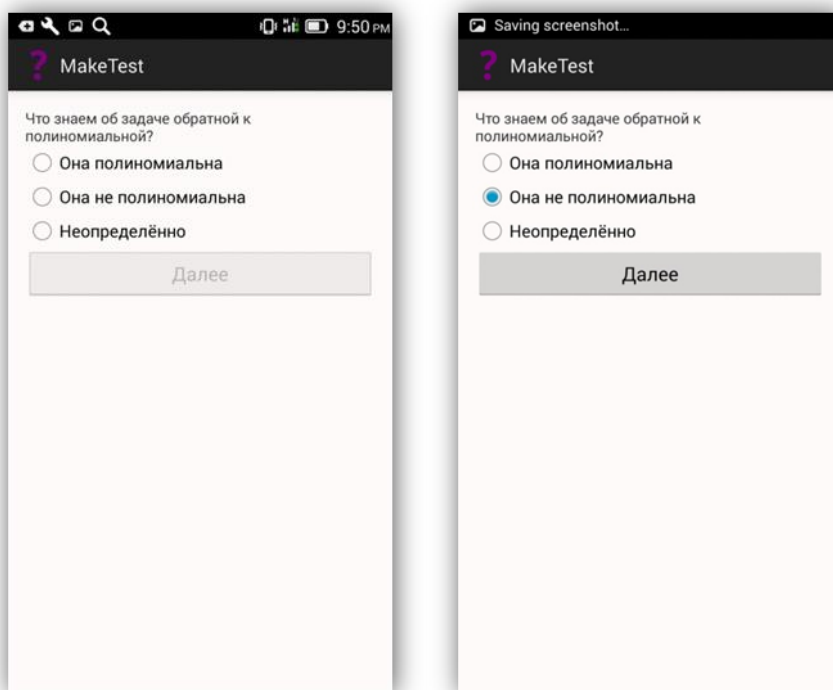 9:50 PM
MakeTest
Что знаем об задаче обратной к
полиномиальной?
Она полиномиальна
Она не полиномиальна
Неопределённо
Далее
Saving screenshot...
MakeTest
Что знаем об задаче обратной к
полиномиальной?
Она полиномиальна
Она не полиномиальна
Неопределённо
Далее